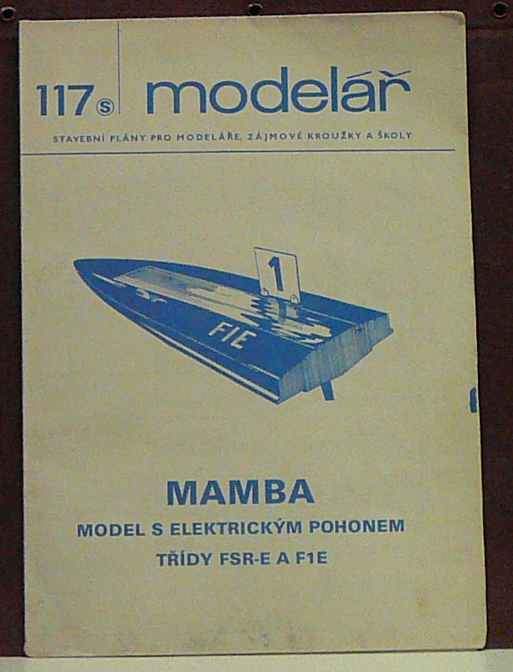 117 Ⓢ modelář
STAVEBNÍ PLÁNY PRO MODELÁŘE, ZÁJMOVÉ KROUŽKY A ŠKOLY
1
F1E
MAMBA
MODEL S ELEKTRICKÝM POHONEM
TŘÍDY FSR-E A F1E